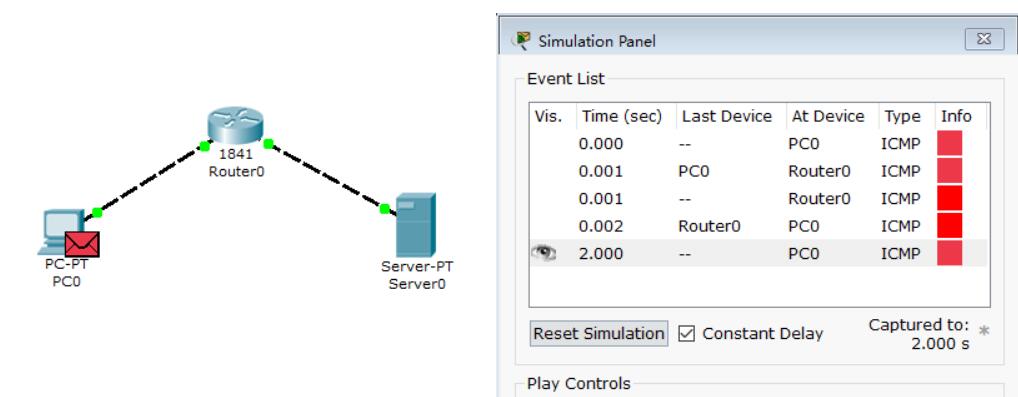 1841
Router0
PC-PT
PC0
Server-PT
Server0
Simulation Panel
Event List
Vis. Time (sec) Last Device At Device Type Info
0.000 -- PC0 ICMP
0.001 PC0 Router0 ICMP
0.001 -- Router0 ICMP
0.002 Router0 PC0 ICMP
2.000 -- PC0 ICMP
Reset Simulation Constant Delay Captured to: *
2.000 s
Play Controls